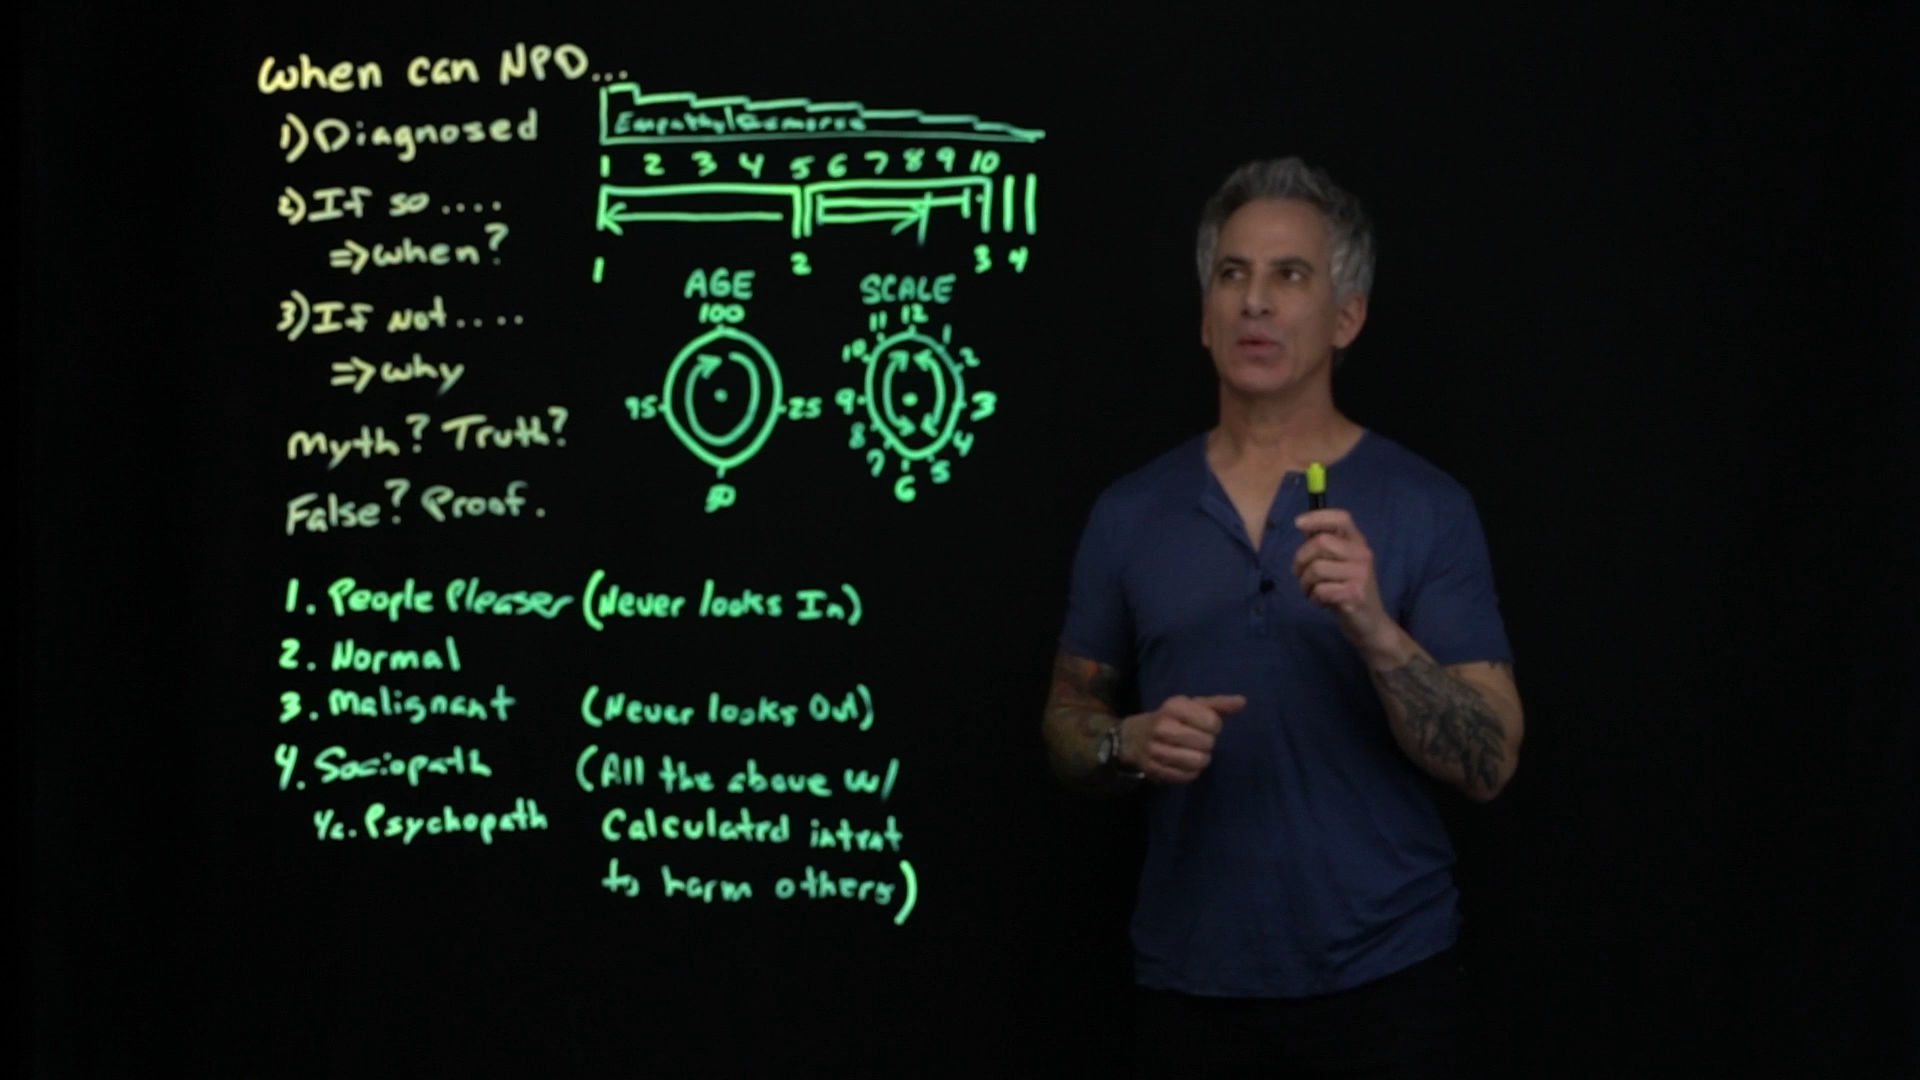 When can NPD...
1) Diagnosed
2) If so ....
=> when?
3) If Not ....
=> why
Myth? Truth?
False? Proof.
Empathy/Remorse
1 2 3 4 5 6 7 8 9 10
1 2 3 4
AGE
100
75 25
50
SCALE
11 12 1
10 2
9 3
8 4
7 6 5
1. People Pleaser (Never looks In)
2. Normal
3. Malignant (Never looks Out)
4. Sociopath (All the above w/
Psychopath Calculated intent
to harm others)